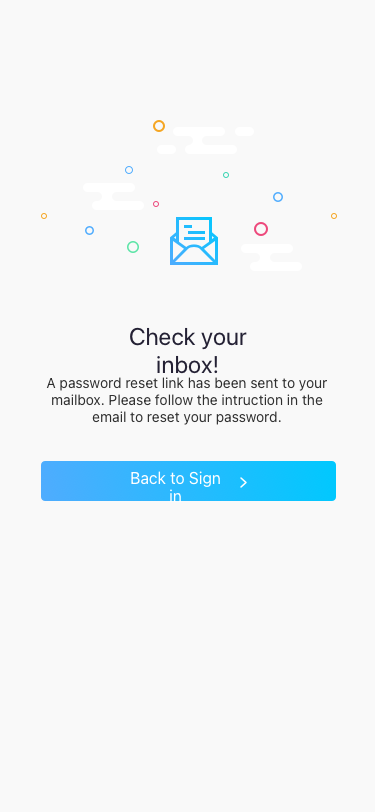 Check your
inbox!
A password reset link has been sent to your
mailbox. Please follow the intruction in the
email to reset your password.
Back to Sign
in